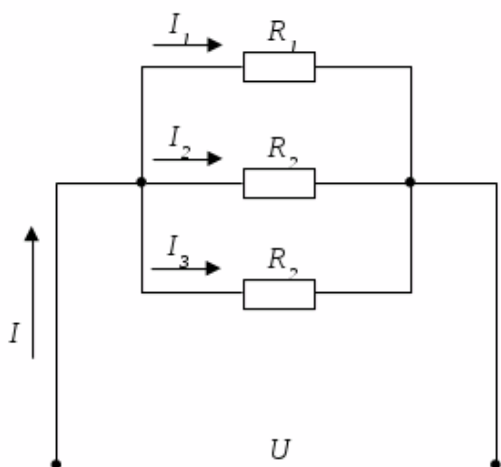 I₁ R₁
I₂ R₂
I₃ R₂
I
U